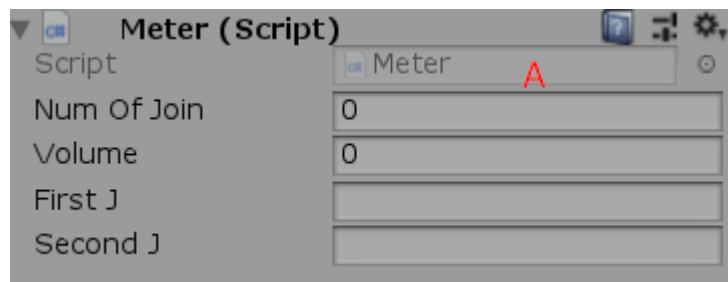 c# Meter (Script)
Script Meter A
Num Of Join 0
Volume 0
First J
Second J